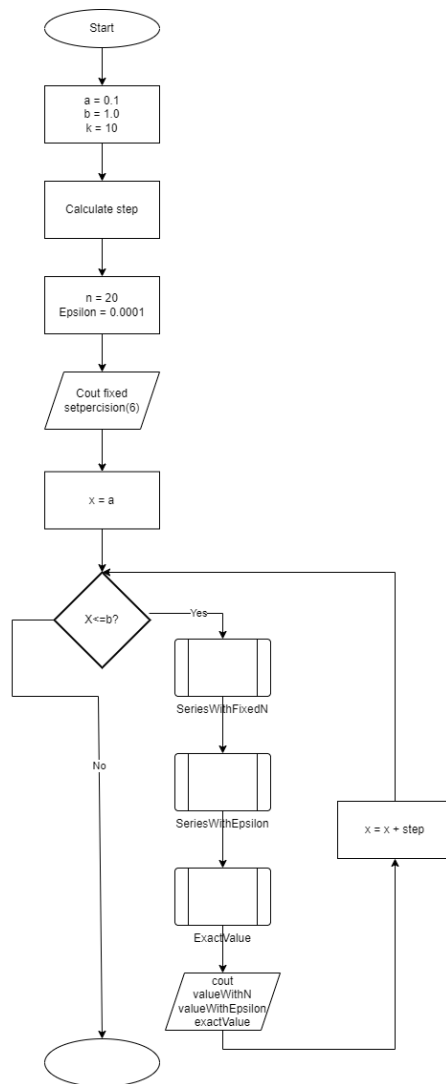 Start
a = 0.1
b = 1.0
k = 10
Calculate step
n = 20
Epsilon = 0.0001
Cout fixed
setpercision(6)
x = a
X<=b?
Yes
SeriesWithFixedN
SeriesWithEpsilon
No
x = x + step
ExactValue
cout
valueWithN
valueWithEpsilon
exactValue